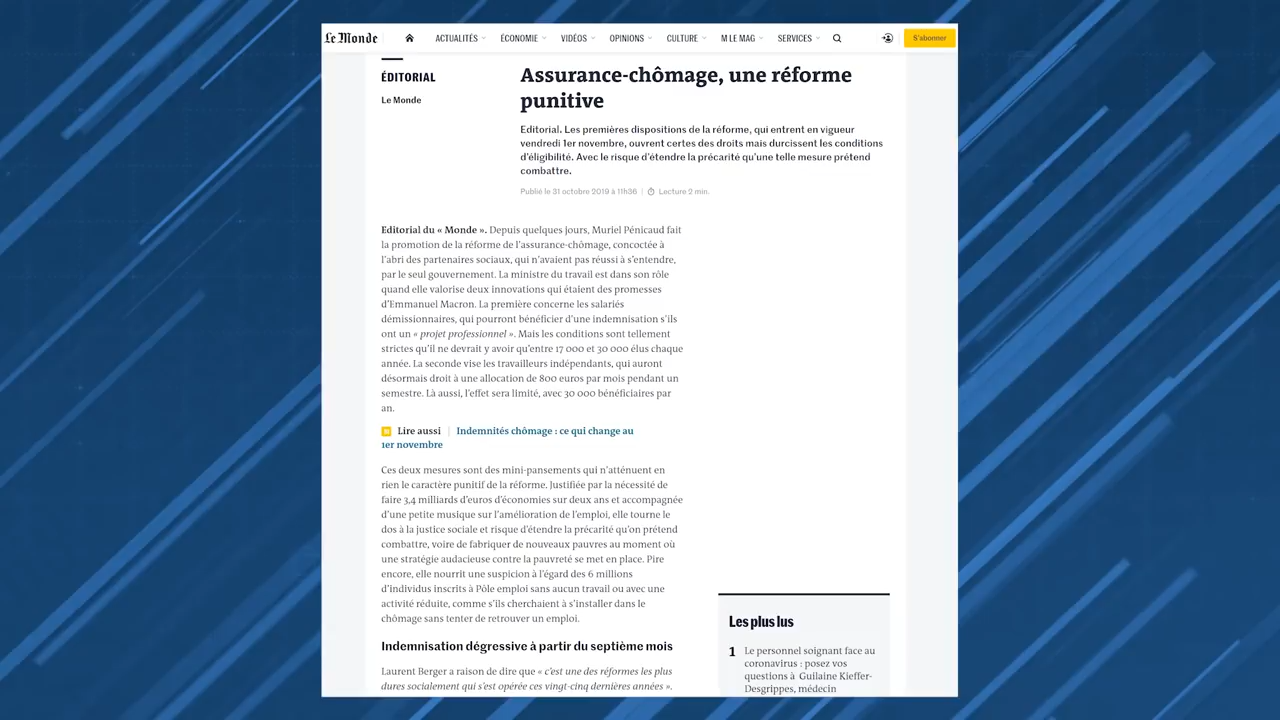 Le Monde
ACTUALITÉS
ÉCONOMIE
VIDÉOS
OPINIONS
CULTURE
M LE MAG
SERVICES
S'abonner
ÉDITORIAL
Le Monde
Assurance-chômage, une réforme
punitive
Editorial. Les premières dispositions de la réforme, qui entrent en vigueur
vendredi 1er novembre, ouvrent certes des droits mais durcissent les conditions
d'éligibilité. Avec le risque d'étendre la précarité qu'une telle mesure prétend
combattre.
Publié le 31 octobre 2019 à 11h36 | Lecture 2 min.
Editorial du « Monde ». Depuis quelques jours, Muriel Pénicaud fait
la promotion de la réforme de l'assurance-chômage, concoctée à
l'abri des partenaires sociaux, qui n'avaient pas réussi à s'entendre,
par le seul gouvernement. La ministre du travail est dans son rôle
quand elle valorise deux innovations qui étaient des promesses
d'Emmanuel Macron. La première concerne les salariés
démissionnaires, qui pourront bénéficier d'une indemnisation s'ils
ont un « projet professionnel ». Mais les conditions sont tellement
strictes qu'il ne devrait y avoir qu'entre 17 000 et 30 000 élus chaque
année. La seconde vise les travailleurs indépendants, qui auront
désormais droit à une allocation de 800 euros par mois pendant un
semestre. Là aussi, l'effet sera limité, avec 30 000 bénéficiaires par
an.
Lire aussi | Indemnités chômage : ce qui change au
1er novembre
Ces deux mesures sont des mini-pansements qui n'atténuent en
rien le caractère punitif de la réforme. Justifiée par la nécessité de
faire 3,4 milliards d'euros d'économies sur deux ans et accompagnée
d'une petite musique sur l'amélioration de l'emploi, elle tourne le
dos à la justice sociale et risque d'étendre la précarité qu'on prétend
combattre, voire de fabriquer de nouveaux pauvres au moment où
une stratégie audacieuse contre la pauvreté se met en place. Pire
encore, elle nourrit une suspicion à l'égard des 6 millions
d'individus inscrits à Pôle emploi sans aucun travail ou avec une
activité réduite, comme s'ils cherchaient à s'installer dans le
chômage sans tenter de retrouver un emploi.
Indemnisation dégressive à partir du septième mois
Laurent Berger a raison de dire que « c'est une des réformes les plus
dures socialement qui s'est opérée ces vingt-cinq dernières années ».
Les plus lus
1 Le personnel soignant face au
coronavirus : posez vos
questions à Guilaine Kieffer-
Desgrippes, médecin